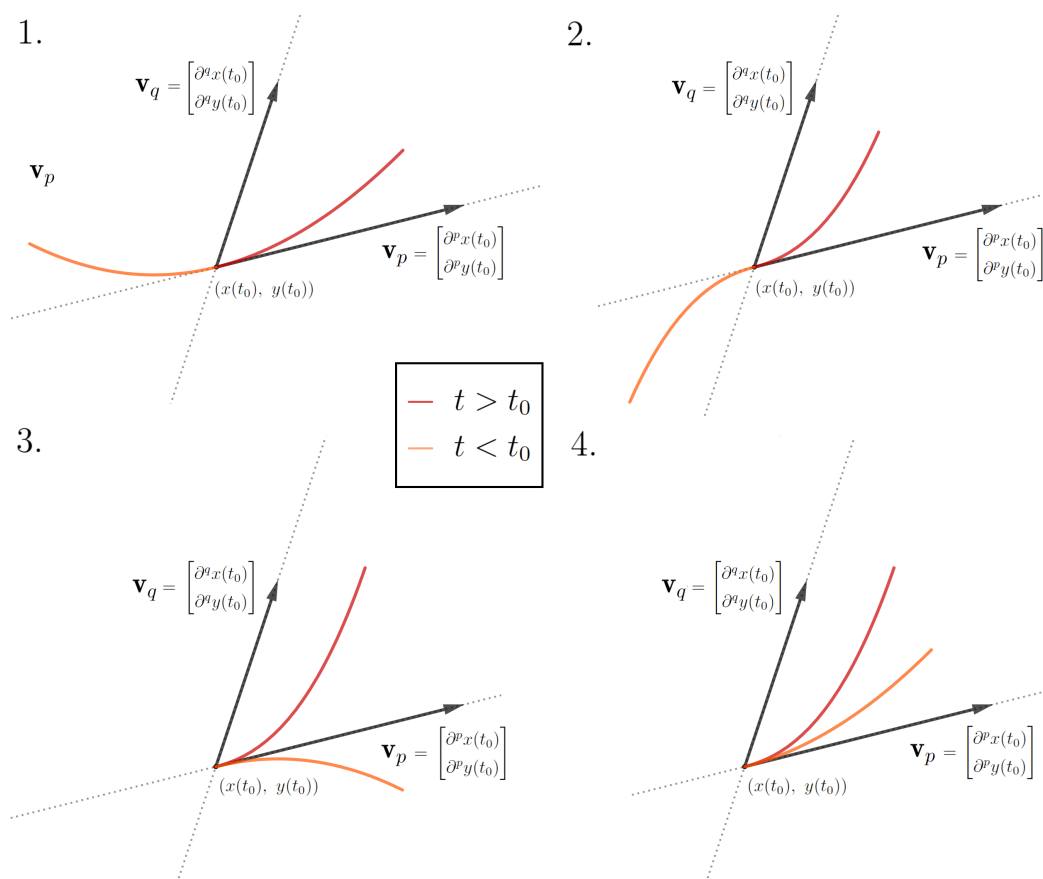 1.
v_q = [∂^q x(t_0)
∂^q y(t_0)]
v_p
v_p = [∂^p x(t_0)
∂^p y(t_0)]
(x(t_0), y(t_0))
2.
v_q = [∂^q x(t_0)
∂^q y(t_0)]
v_p = [∂^p x(t_0)
∂^p y(t_0)]
(x(t_0), y(t_0))
t > t_0
t < t_0
3.
v_q = [∂^q x(t_0)
∂^q y(t_0)]
v_p = [∂^p x(t_0)
∂^p y(t_0)]
(x(t_0), y(t_0))
4.
v_q = [∂^q x(t_0)
∂^q y(t_0)]
v_p = [∂^p x(t_0)
∂^p y(t_0)]
(x(t_0), y(t_0))